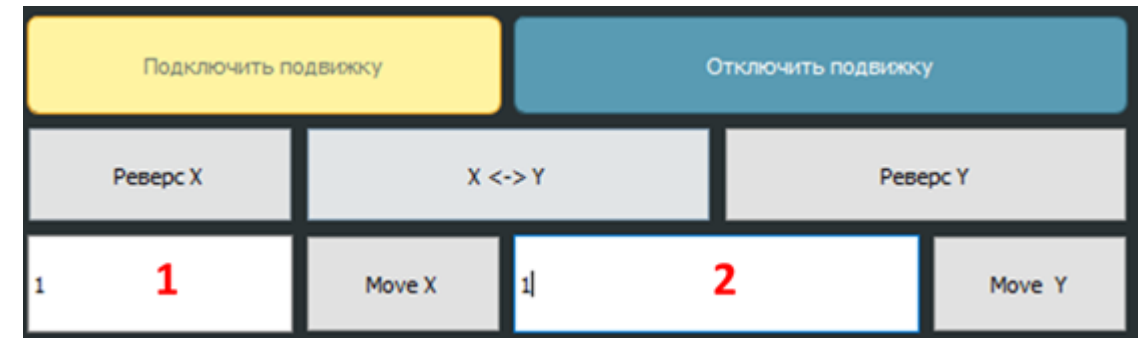 Подключить подвижку Отключить подвижку
Реверс X X <-> Y Реверс Y
1 1 Move X 1 2 Move Y